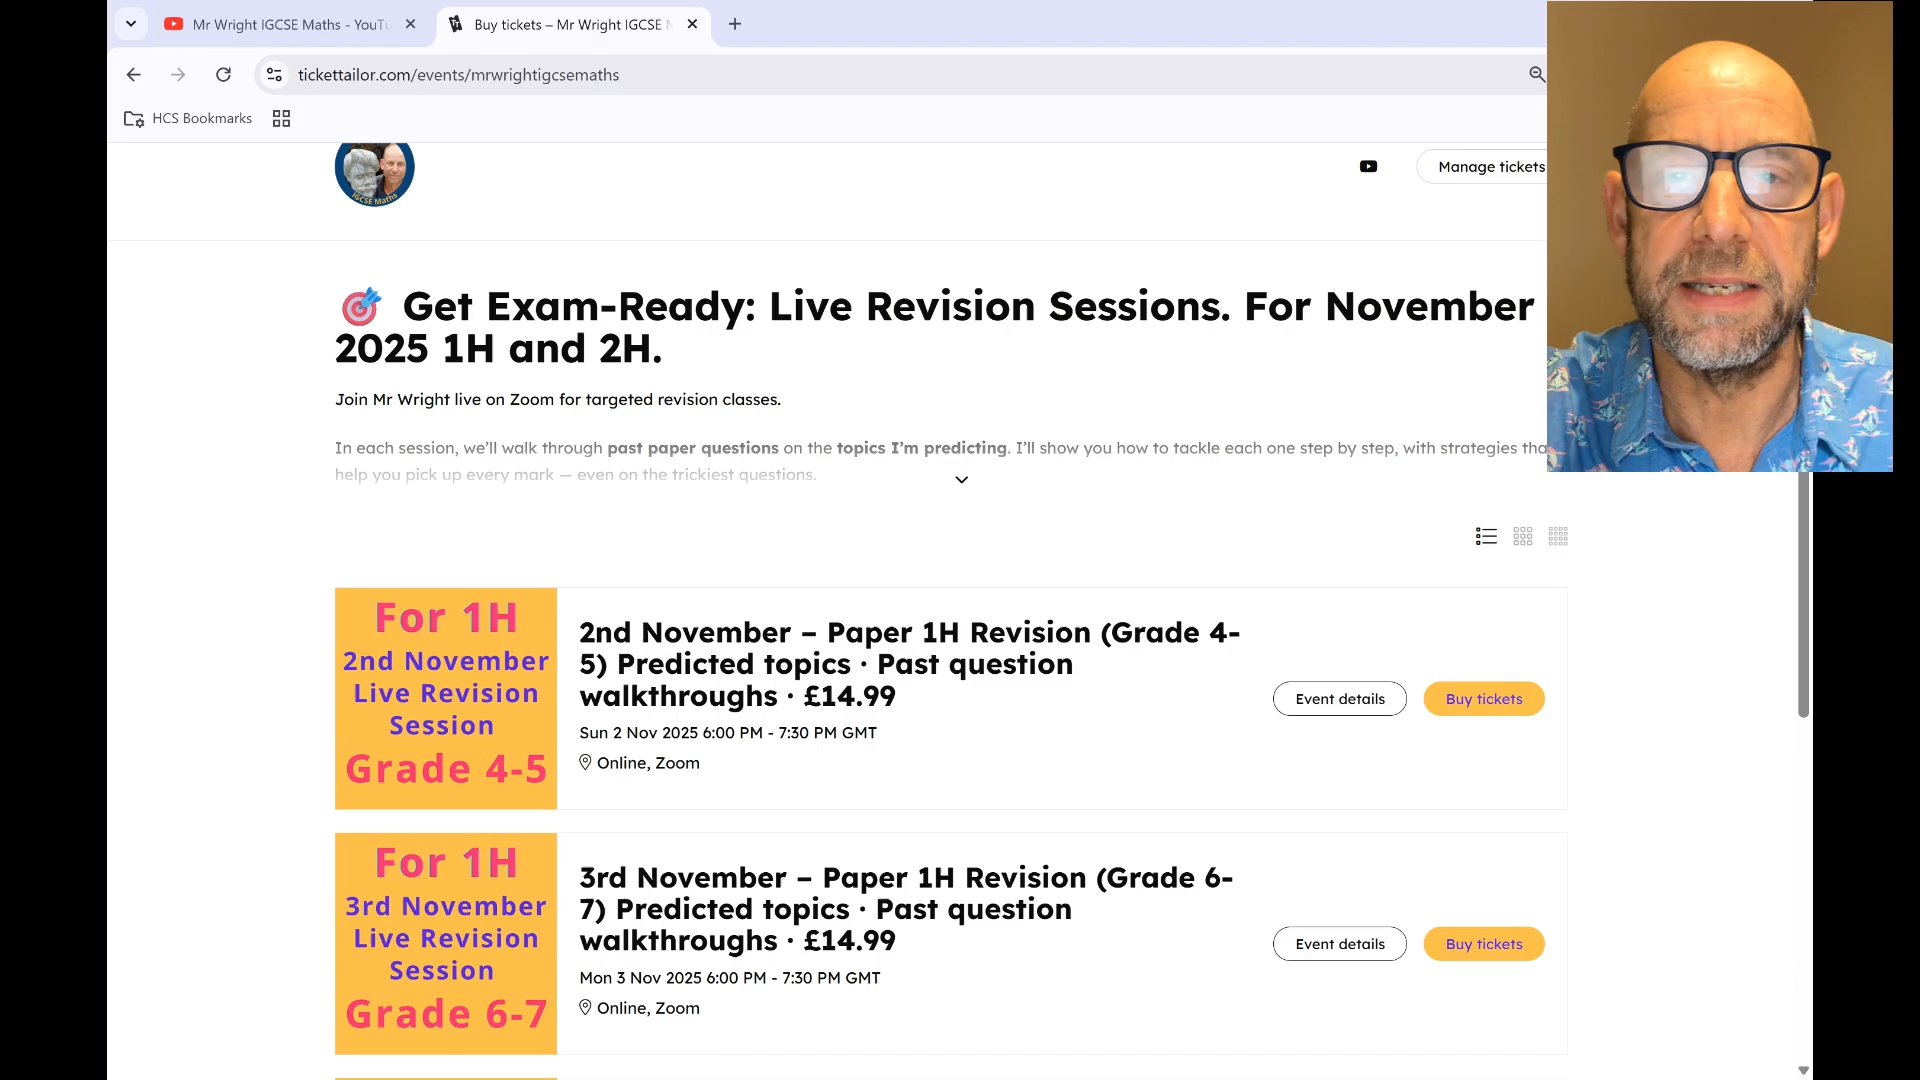 Mr Wright IGCSE Maths - YouTu
Buy tickets – Mr Wright IGCSE M
tickettailor.com/events/mrwrightigcsemaths
HCS Bookmarks
IGCSE Maths
Manage tickets
Get Exam-Ready: Live Revision Sessions. For November
2025 1H and 2H.
Join Mr Wright live on Zoom for targeted revision classes.
In each session, we’ll walk through past paper questions on the topics I’m predicting. I’ll show you how to tackle each one step by step, with strategies tha
help you pick up every mark — even on the trickiest questions.
For 1H
2nd November
Live Revision
Session
Grade 4-5
2nd November – Paper 1H Revision (Grade 4-
5) Predicted topics · Past question
walkthroughs · £14.99
Sun 2 Nov 2025 6:00 PM - 7:30 PM GMT
Online, Zoom
Event details
Buy tickets
For 1H
3rd November
Live Revision
Session
Grade 6-7
3rd November – Paper 1H Revision (Grade 6-
7) Predicted topics · Past question
walkthroughs · £14.99
Mon 3 Nov 2025 6:00 PM - 7:30 PM GMT
Online, Zoom
Event details
Buy tickets